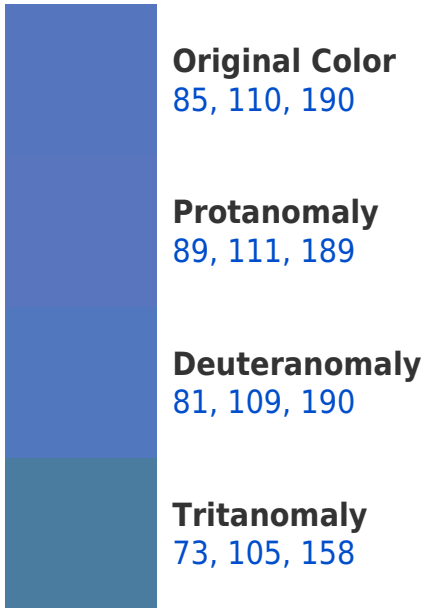 Original Color
85, 110, 190
Protanomaly
89, 111, 189
Deuteranomaly
81, 109, 190
Tritanomaly
73, 105, 158